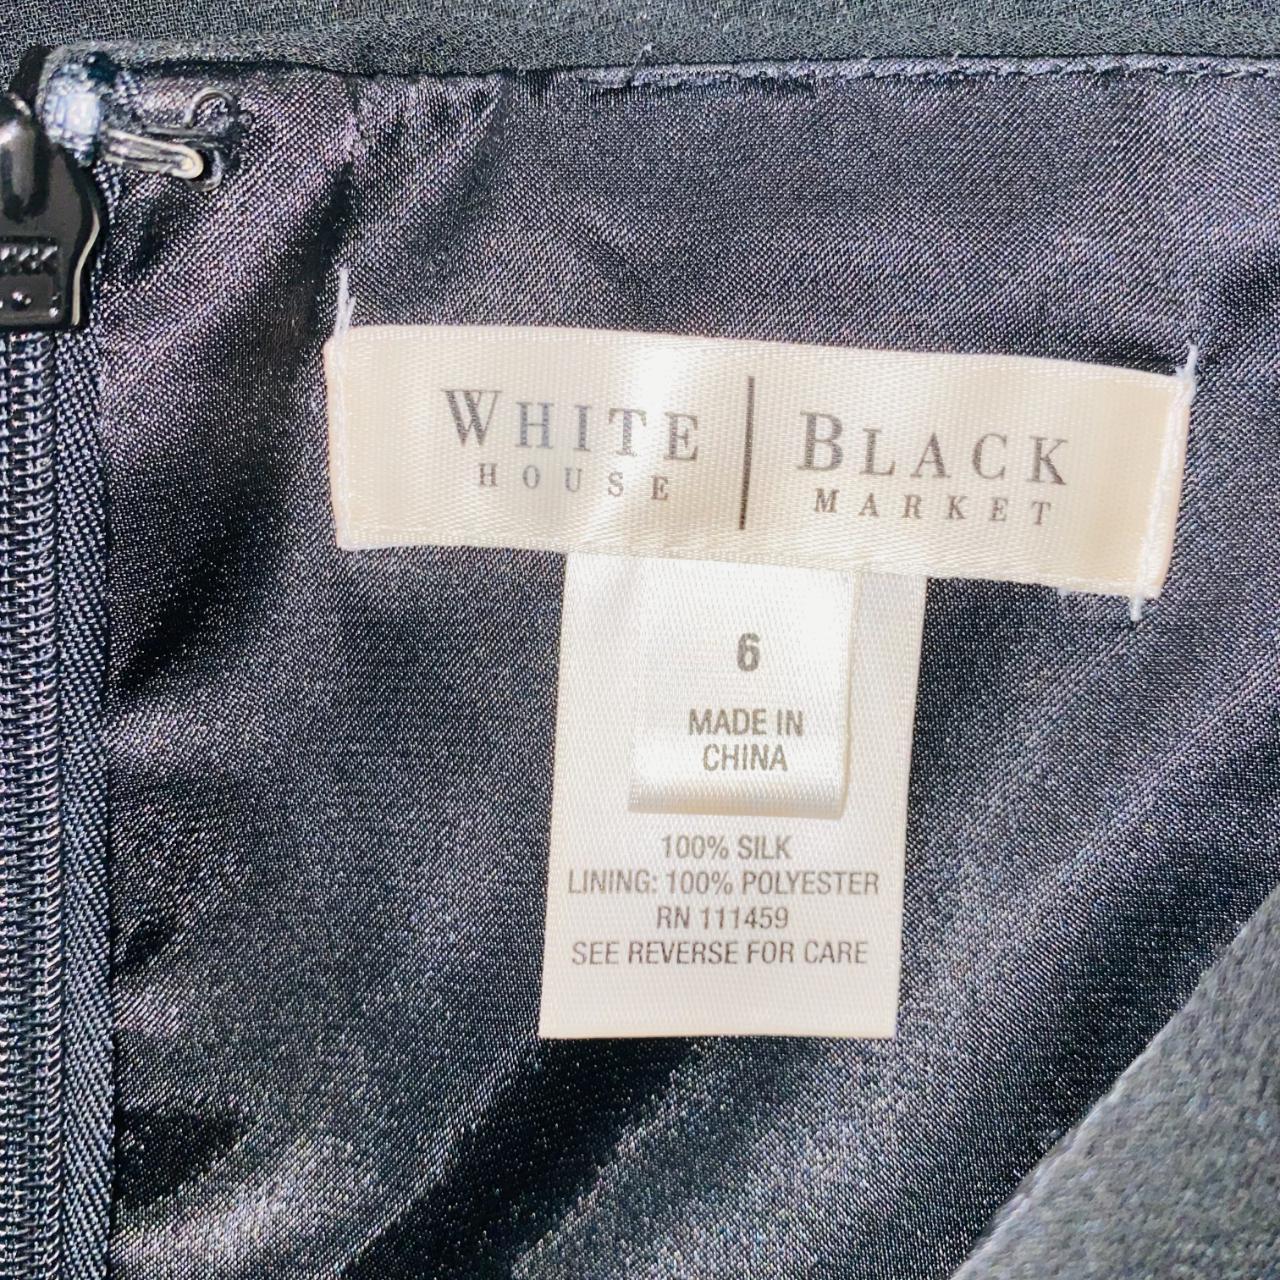 WHITE | BLACK
HOUSE MARKET
6
MADE IN
CHINA
100% SILK
LINING: 100% POLYESTER
RN 111459
SEE REVERSE FOR CARE